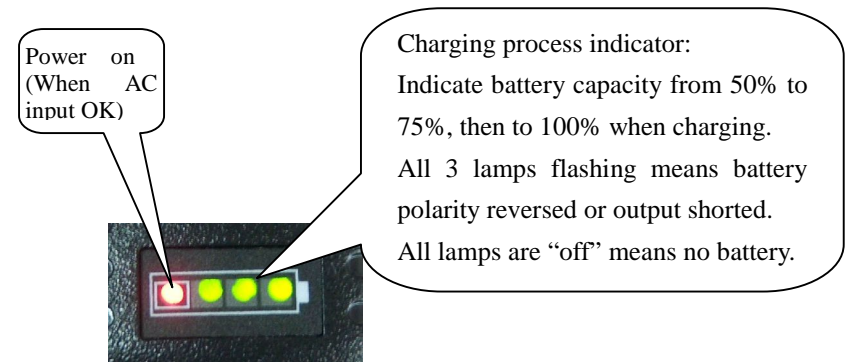 Power on
(When AC
input OK)
Charging process indicator:
Indicate battery capacity from 50% to
75%, then to 100% when charging.
All 3 lamps flashing means battery
polarity reversed or output shorted.
All lamps are “off” means no battery.